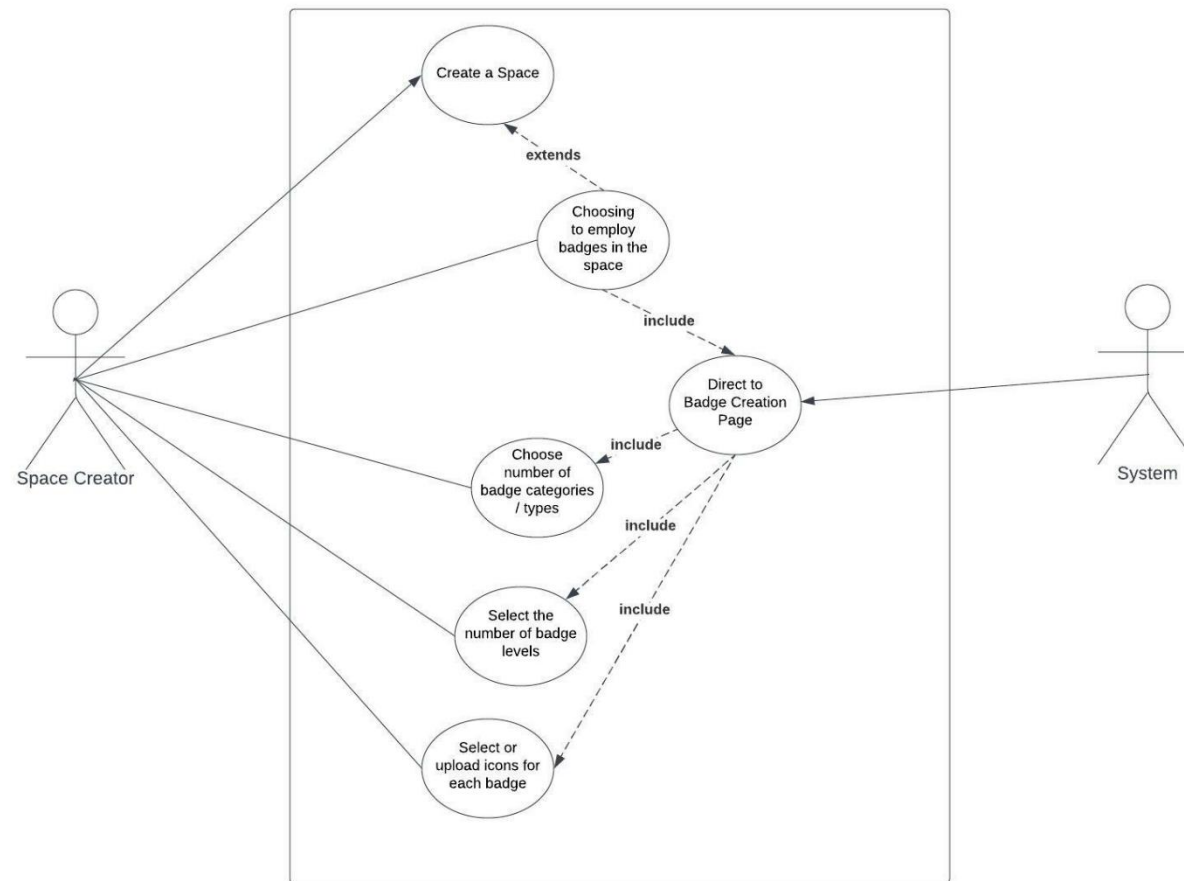 Create a Space
extends
Choosing
to employ
badges in the
space
include
Direct to
Badge Creation
Page
include
Choose
number of
badge categories
/ types
Space Creator
System
include
Select the
number of badge
levels
include
Select or
upload icons for
each badge